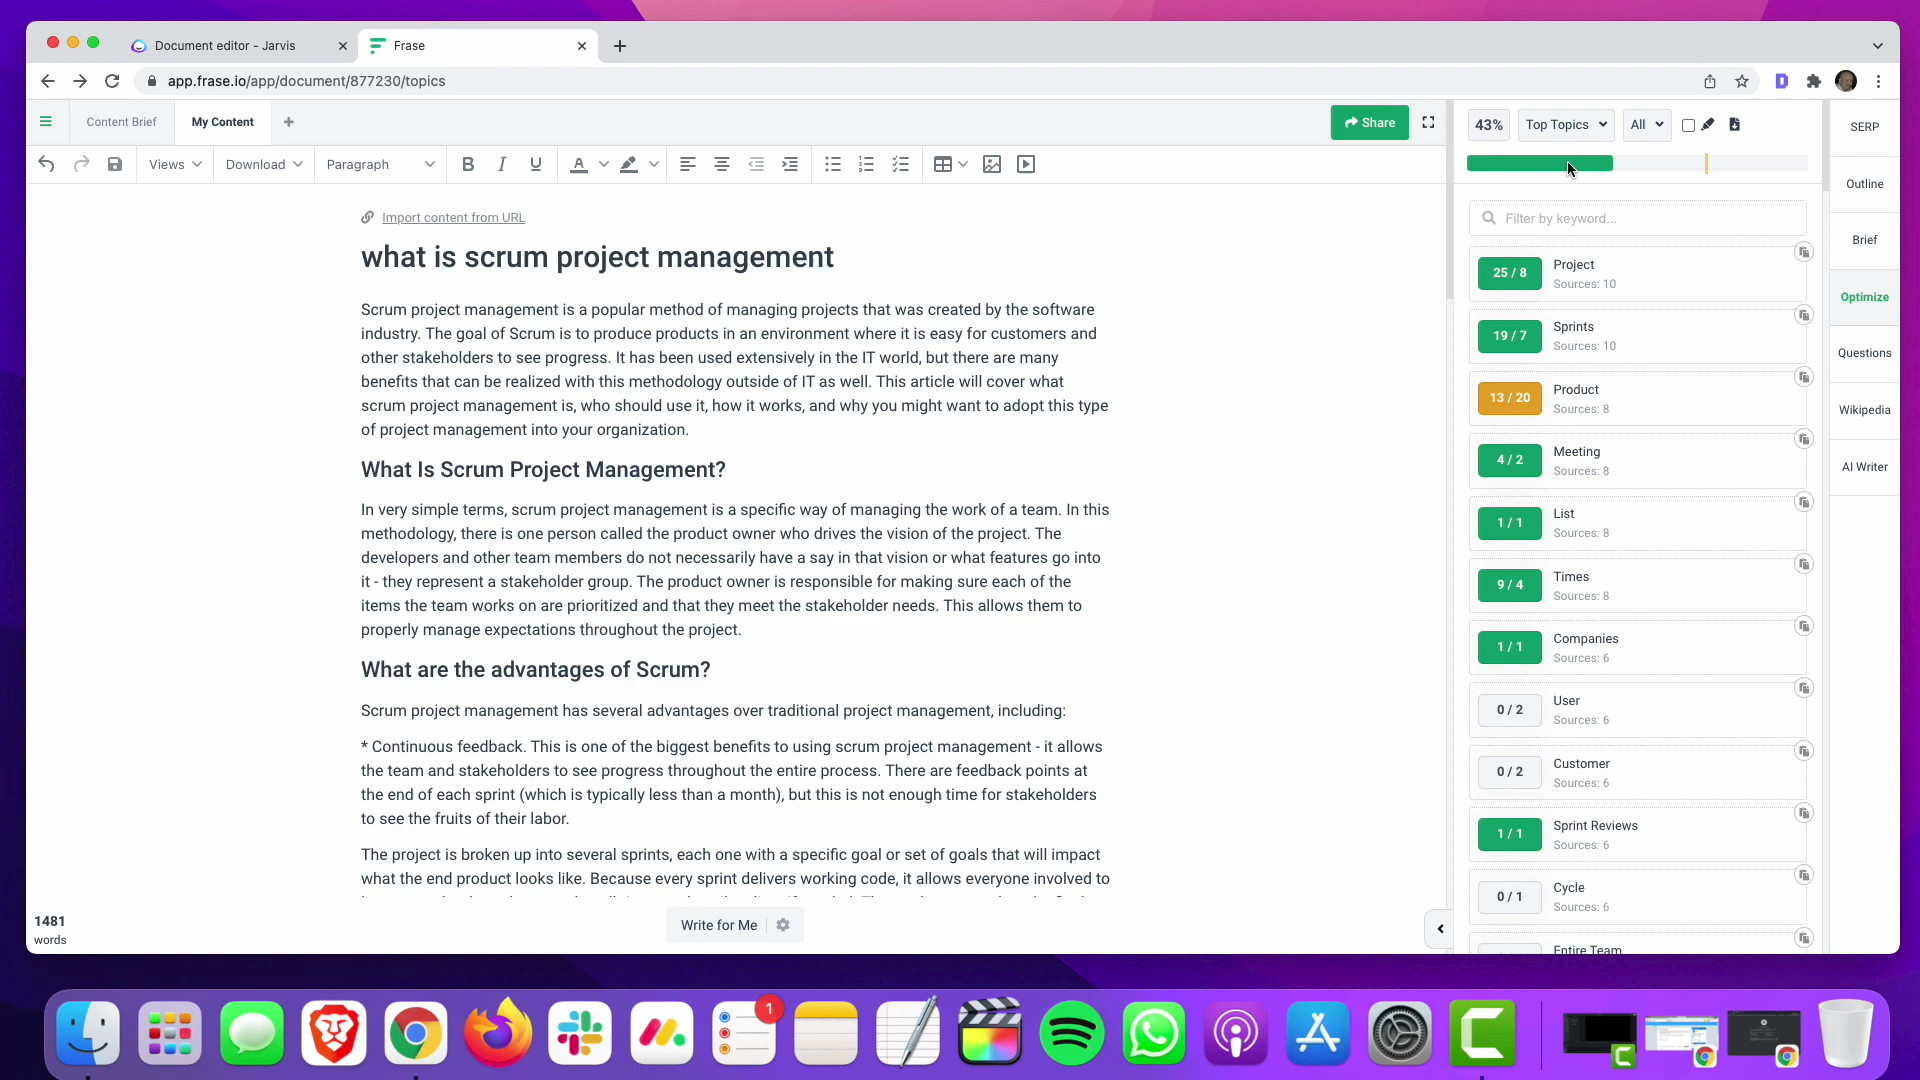 Document editor - Jarvis
Frase
app.frase.io/app/document/877230/topics
Content Brief
My Content
Share
43%
Top Topics
All
SERP
Views
Download
Paragraph
B
I
U
A
Outline
Import content from URL
Filter by keyword...
Brief
what is scrum project management
25 / 8
Project
Sources: 10
Optimize
Scrum project management is a popular method of managing projects that was created by the software
industry. The goal of Scrum is to produce products in an environment where it is easy for customers and
other stakeholders to see progress. It has been used extensively in the IT world, but there are many
benefits that can be realized with this methodology outside of IT as well. This article will cover what
scrum project management is, who should use it, how it works, and why you might want to adopt this type
of project management into your organization.
19 / 7
Sprints
Sources: 10
Questions
13 / 20
Product
Sources: 8
Wikipedia
What Is Scrum Project Management?
4 / 2
Meeting
Sources: 8
AI Writer
In very simple terms, scrum project management is a specific way of managing the work of a team. In this
methodology, there is one person called the product owner who drives the vision of the project. The
developers and other team members do not necessarily have a say in that vision or what features go into
it - they represent a stakeholder group. The product owner is responsible for making sure each of the
items the team works on are prioritized and that they meet the stakeholder needs. This allows them to
properly manage expectations throughout the project.
1 / 1
List
Sources: 8
9 / 4
Times
Sources: 8
What are the advantages of Scrum?
1 / 1
Companies
Sources: 6
Scrum project management has several advantages over traditional project management, including:
0 / 2
User
Sources: 6
* Continuous feedback. This is one of the biggest benefits to using scrum project management - it allows
the team and stakeholders to see progress throughout the entire process. There are feedback points at
the end of each sprint (which is typically less than a month), but this is not enough time for stakeholders
to see the fruits of their labor.
0 / 2
Customer
Sources: 6
1 / 1
Sprint Reviews
Sources: 6
The project is broken up into several sprints, each one with a specific goal or set of goals that will impact
what the end product looks like. Because every sprint delivers working code, it allows everyone involved to
0 / 1
Cycle
Sources: 6
Entire Team
1481
words
Write for Me
1